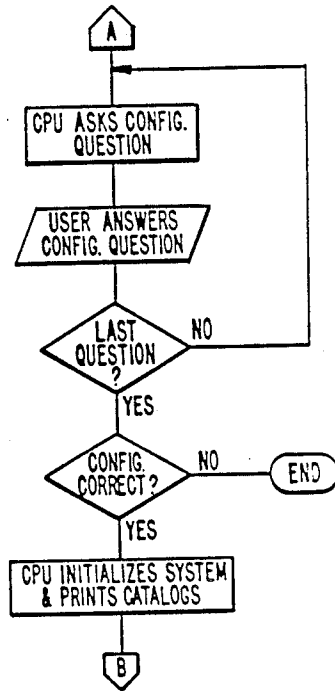 A
CPU ASKS CONFIG.
QUESTION
USER ANSWERS
CONFIG. QUESTION
LAST
QUESTION
?
NO
YES
CONFIG.
CORRECT?
NO
END
YES
CPU INITIALIZES SYSTEM
& PRINTS CATALOGS
B